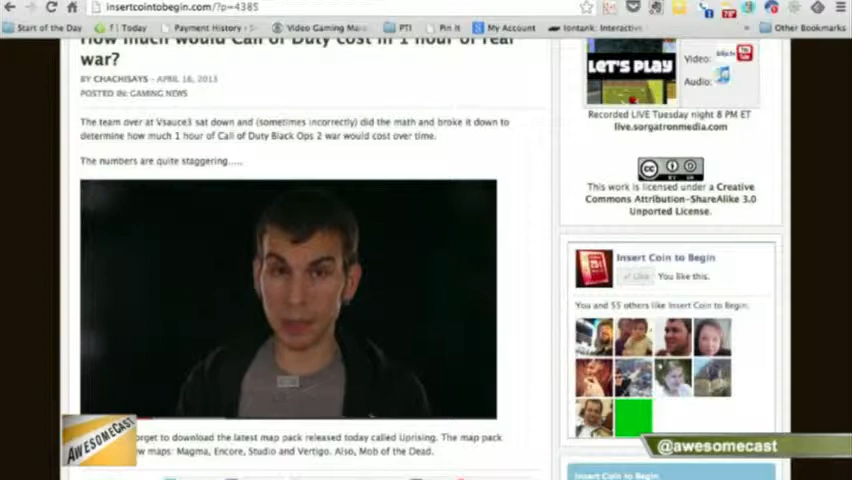 insertcointobegin.com/?p=4385
Start of the Day
Today
Payment History
Video Gaming
PTI
Pin It
My Account
Iontank: Interactive
Other Bookmarks
How much would Call of Duty cost in 1 hour of real
war?
BY CHACHISAYS - APRIL 16, 2013
POSTED IN: GAMING NEWS
The team over at Vsauce3 sat down and (sometimes incorrectly) did the math and broke it down to
determine how much 1 hour of Call of Duty Black Ops 2 war would cost over time.
The numbers are quite staggering.....
orget to download the latest map pack released today called Uprising. The map pack
ew maps: Magma, Encore, Studio and Vertigo. Also, Mob of the Dead.
LET'S PLAY
Video:
Audio:
Recorded LIVE Tuesday night 8 PM ET
live.sorgatronmedia.com
This work is licensed under a Creative
Commons Attribution-ShareAlike 3.0
Unported License.
Insert Coin to Begin
Like
You like this.
You and 55 others like Insert Coin to Begin.
AWESOMECAST
@awesomecast
Insert Coin to Begin